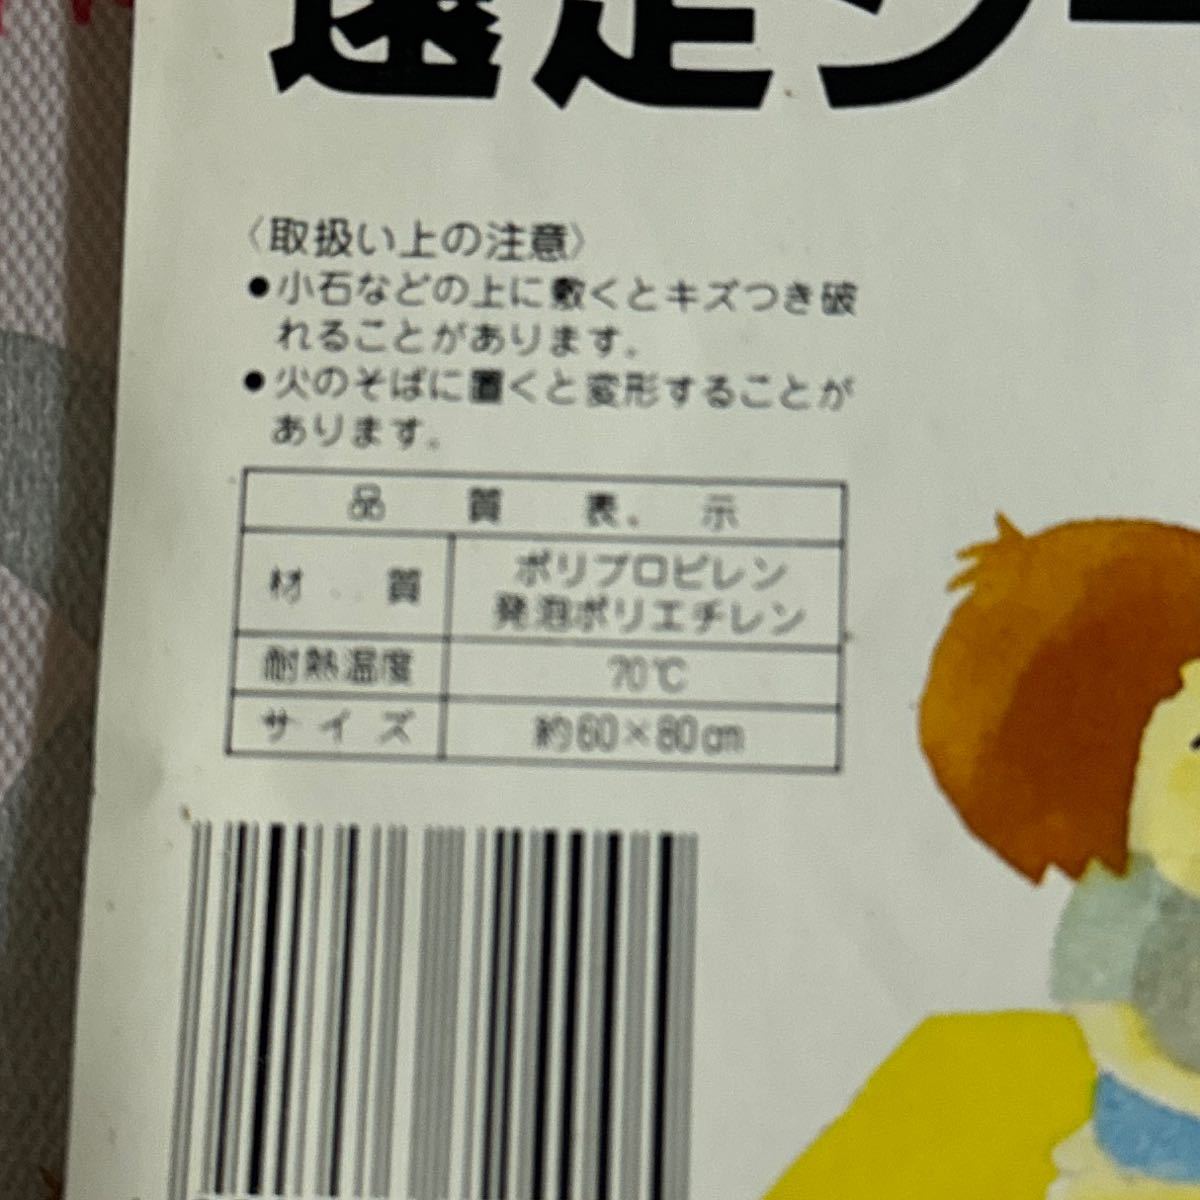 遠足シー
〈取扱い上の注意〉
●小石などの上に敷くとキズつき破
れることがあります。
●火のそばに置くと変形することが
あります。
品質表示
材質 ポリプロピレン
発泡ポリエチレン
耐熱温度 70℃
サイズ 約60×80cm